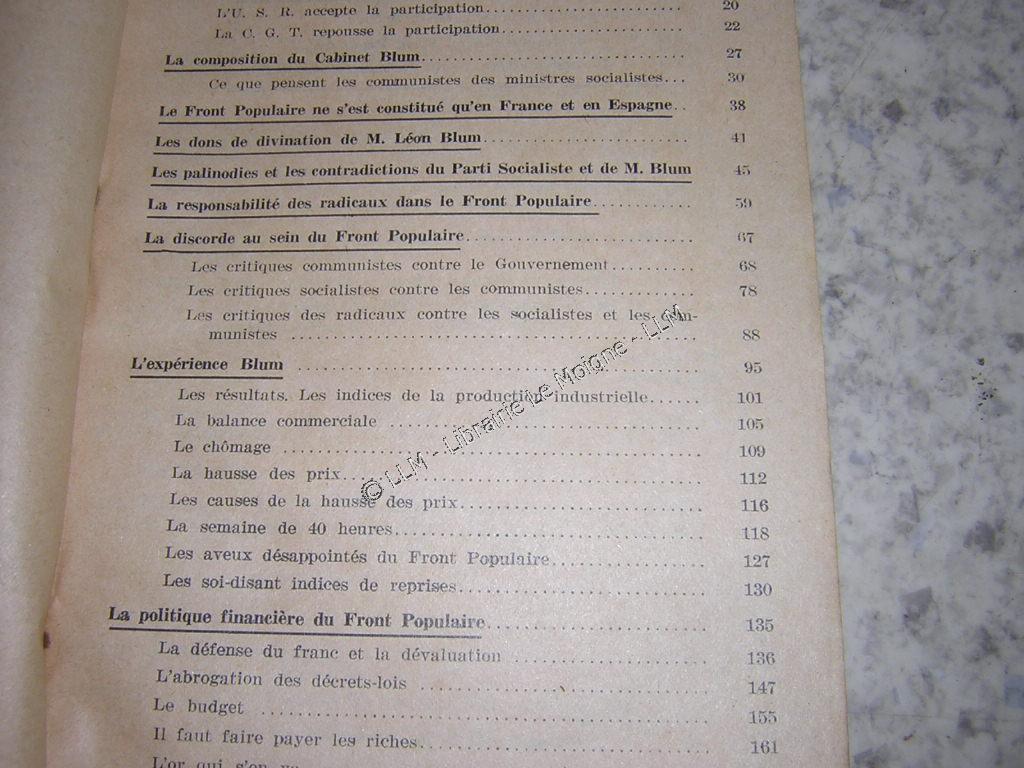 L'U. S. R. accepte la participation........................ 20
La C. G. T. repousse la participation........................ 22
La composition du Cabinet Blum........................ 27
Ce que pensent les communistes des ministres socialistes... 30
Le Front Populaire ne s'est constitué qu'en France et en Espagne.. 38
Les dons de divination de M. Léon Blum........................ 41
Les palinodies et les contradictions du Parti Socialiste et de M. Blum 45
La responsabilité des radicaux dans le Front Populaire............ 59
La discorde au sein du Front Populaire........................ 67
Les critiques communistes contre le Gouvernement.......... 68
Les critiques socialistes contre les communistes............ 78
Les critiques des radicaux contre les socialistes et les
munistes ........................ 88
L'expérience Blum ........................ 95
Les résultats. Les indices de la production industrielle...... 101
La balance commerciale ........................ 105
Le chômage ........................ 109
La hausse des prix........................ 112
Les causes de la hausse des prix........................ 116
La semaine de 40 heures........................ 118
Les aveux désappointés du Front Populaire............ 127
Les soi-disant indices de reprises........................ 130
La politique financière du Front Populaire........................ 135
La défense du franc et la dévaluation ................ 136
L'abrogation des décrets-lois ........................ 147
Le budget ........................ 155
Il faut faire payer les riches........................ 161
L'or qui s'en va
© LLM - Librairie Le Moigne - LLM